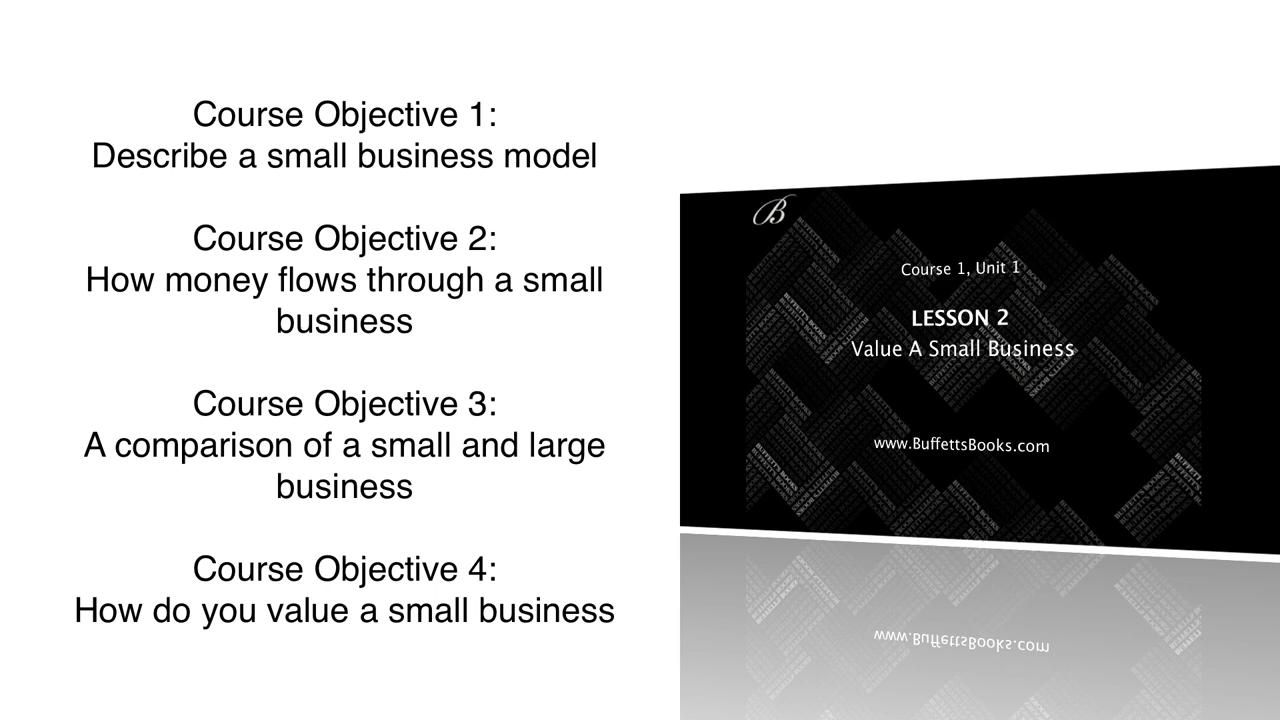 Course Objective 1:
Describe a small business model
Course Objective 2:
How money flows through a small
business
Course Objective 3:
A comparison of a small and large
business
Course Objective 4:
How do you value a small business
B
Course 1, Unit 1
LESSON 2
Value A Small Business
www.BuffettsBooks.com